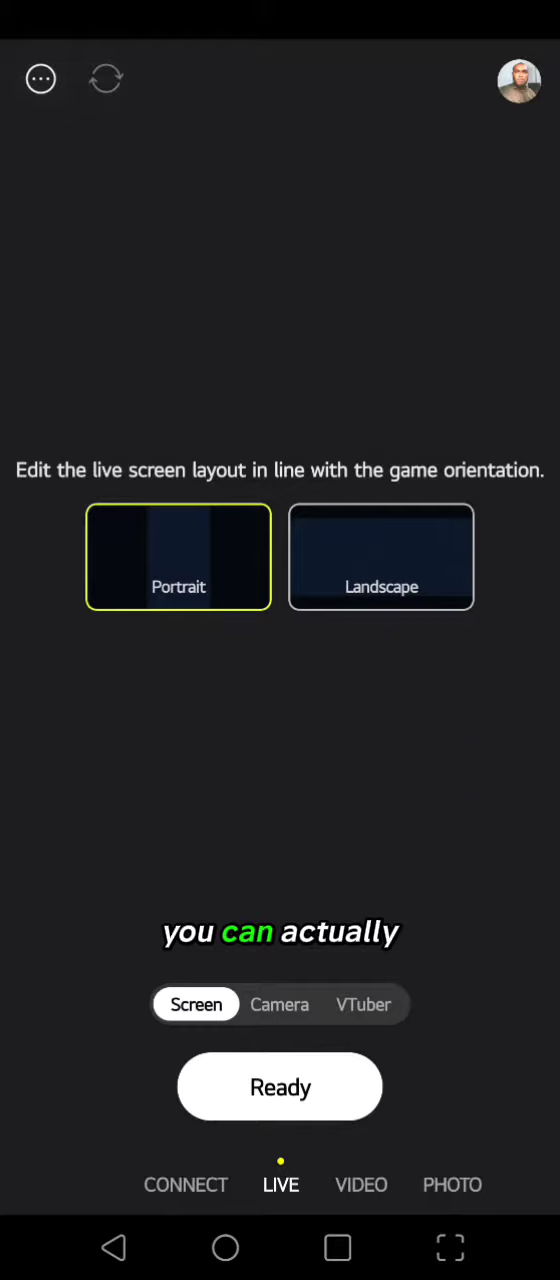 Edit the live screen layout in line with the game orientation.
Portrait Landscape
you can actually
Screen Camera VTuber
Ready
CONNECT LIVE VIDEO PHOTO